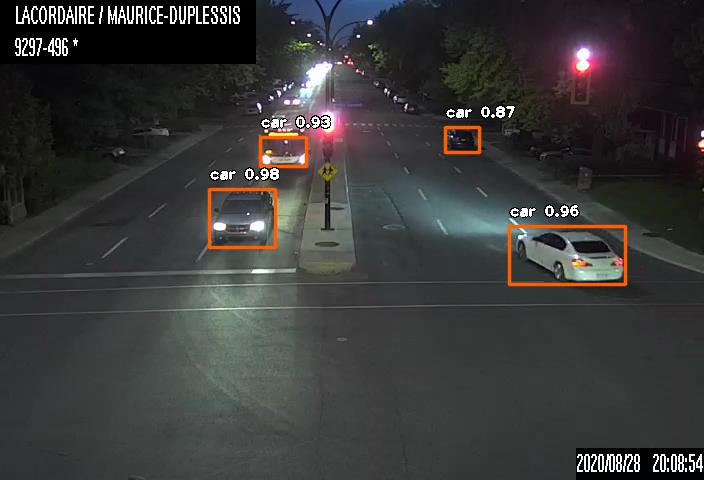 LACORDAIRE / MAURICE-DUPLESSIS
9297-496 *
car 0.93
car 0.87
car 0.98
car 0.96
2020/08/28 20:08:54